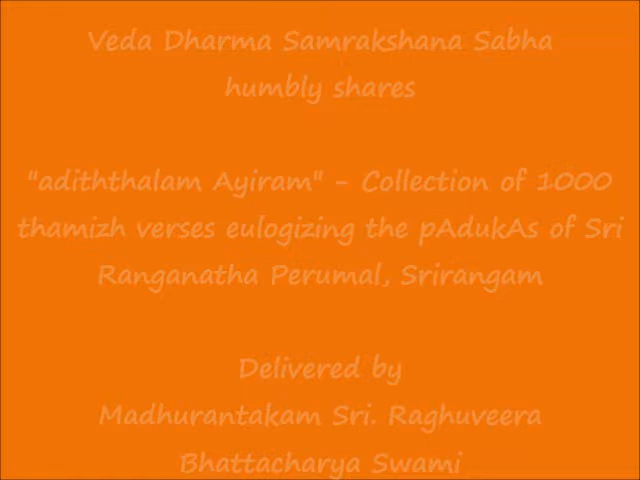 Veda Dharma Samrakshana Sabha
humbly shares
"adiththalam Ayiram" - Collection of 1000
thamizh verses eulogizing the pAdukAs of Sri
Ranganatha Perumal, Srirangam
Delivered by
Madhurantakam Sri. Raghuveera
Bhattacharya Swami